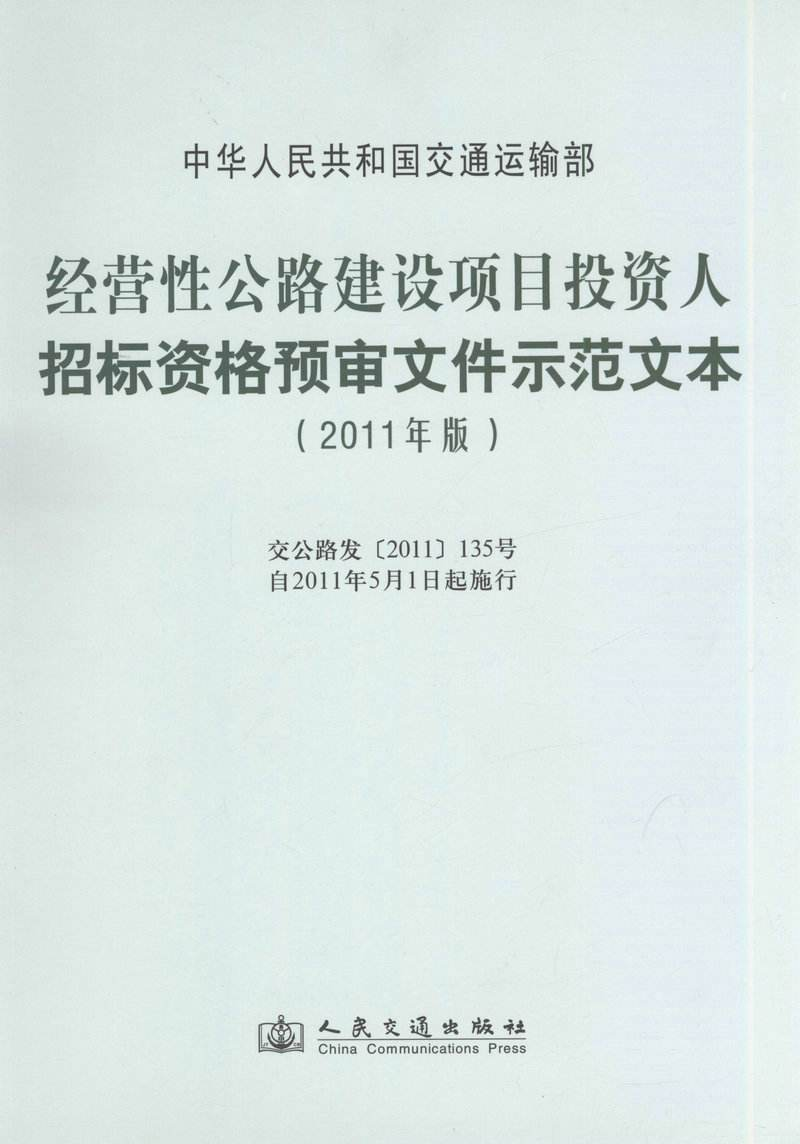 中华人民共和国交通运输部
经营性公路建设项目投资人
招标资格预审文件示范文本
（2011年版）
交公路发〔2011〕135号
自2011年5月1日起施行
人民交通出版社
China Communications Press